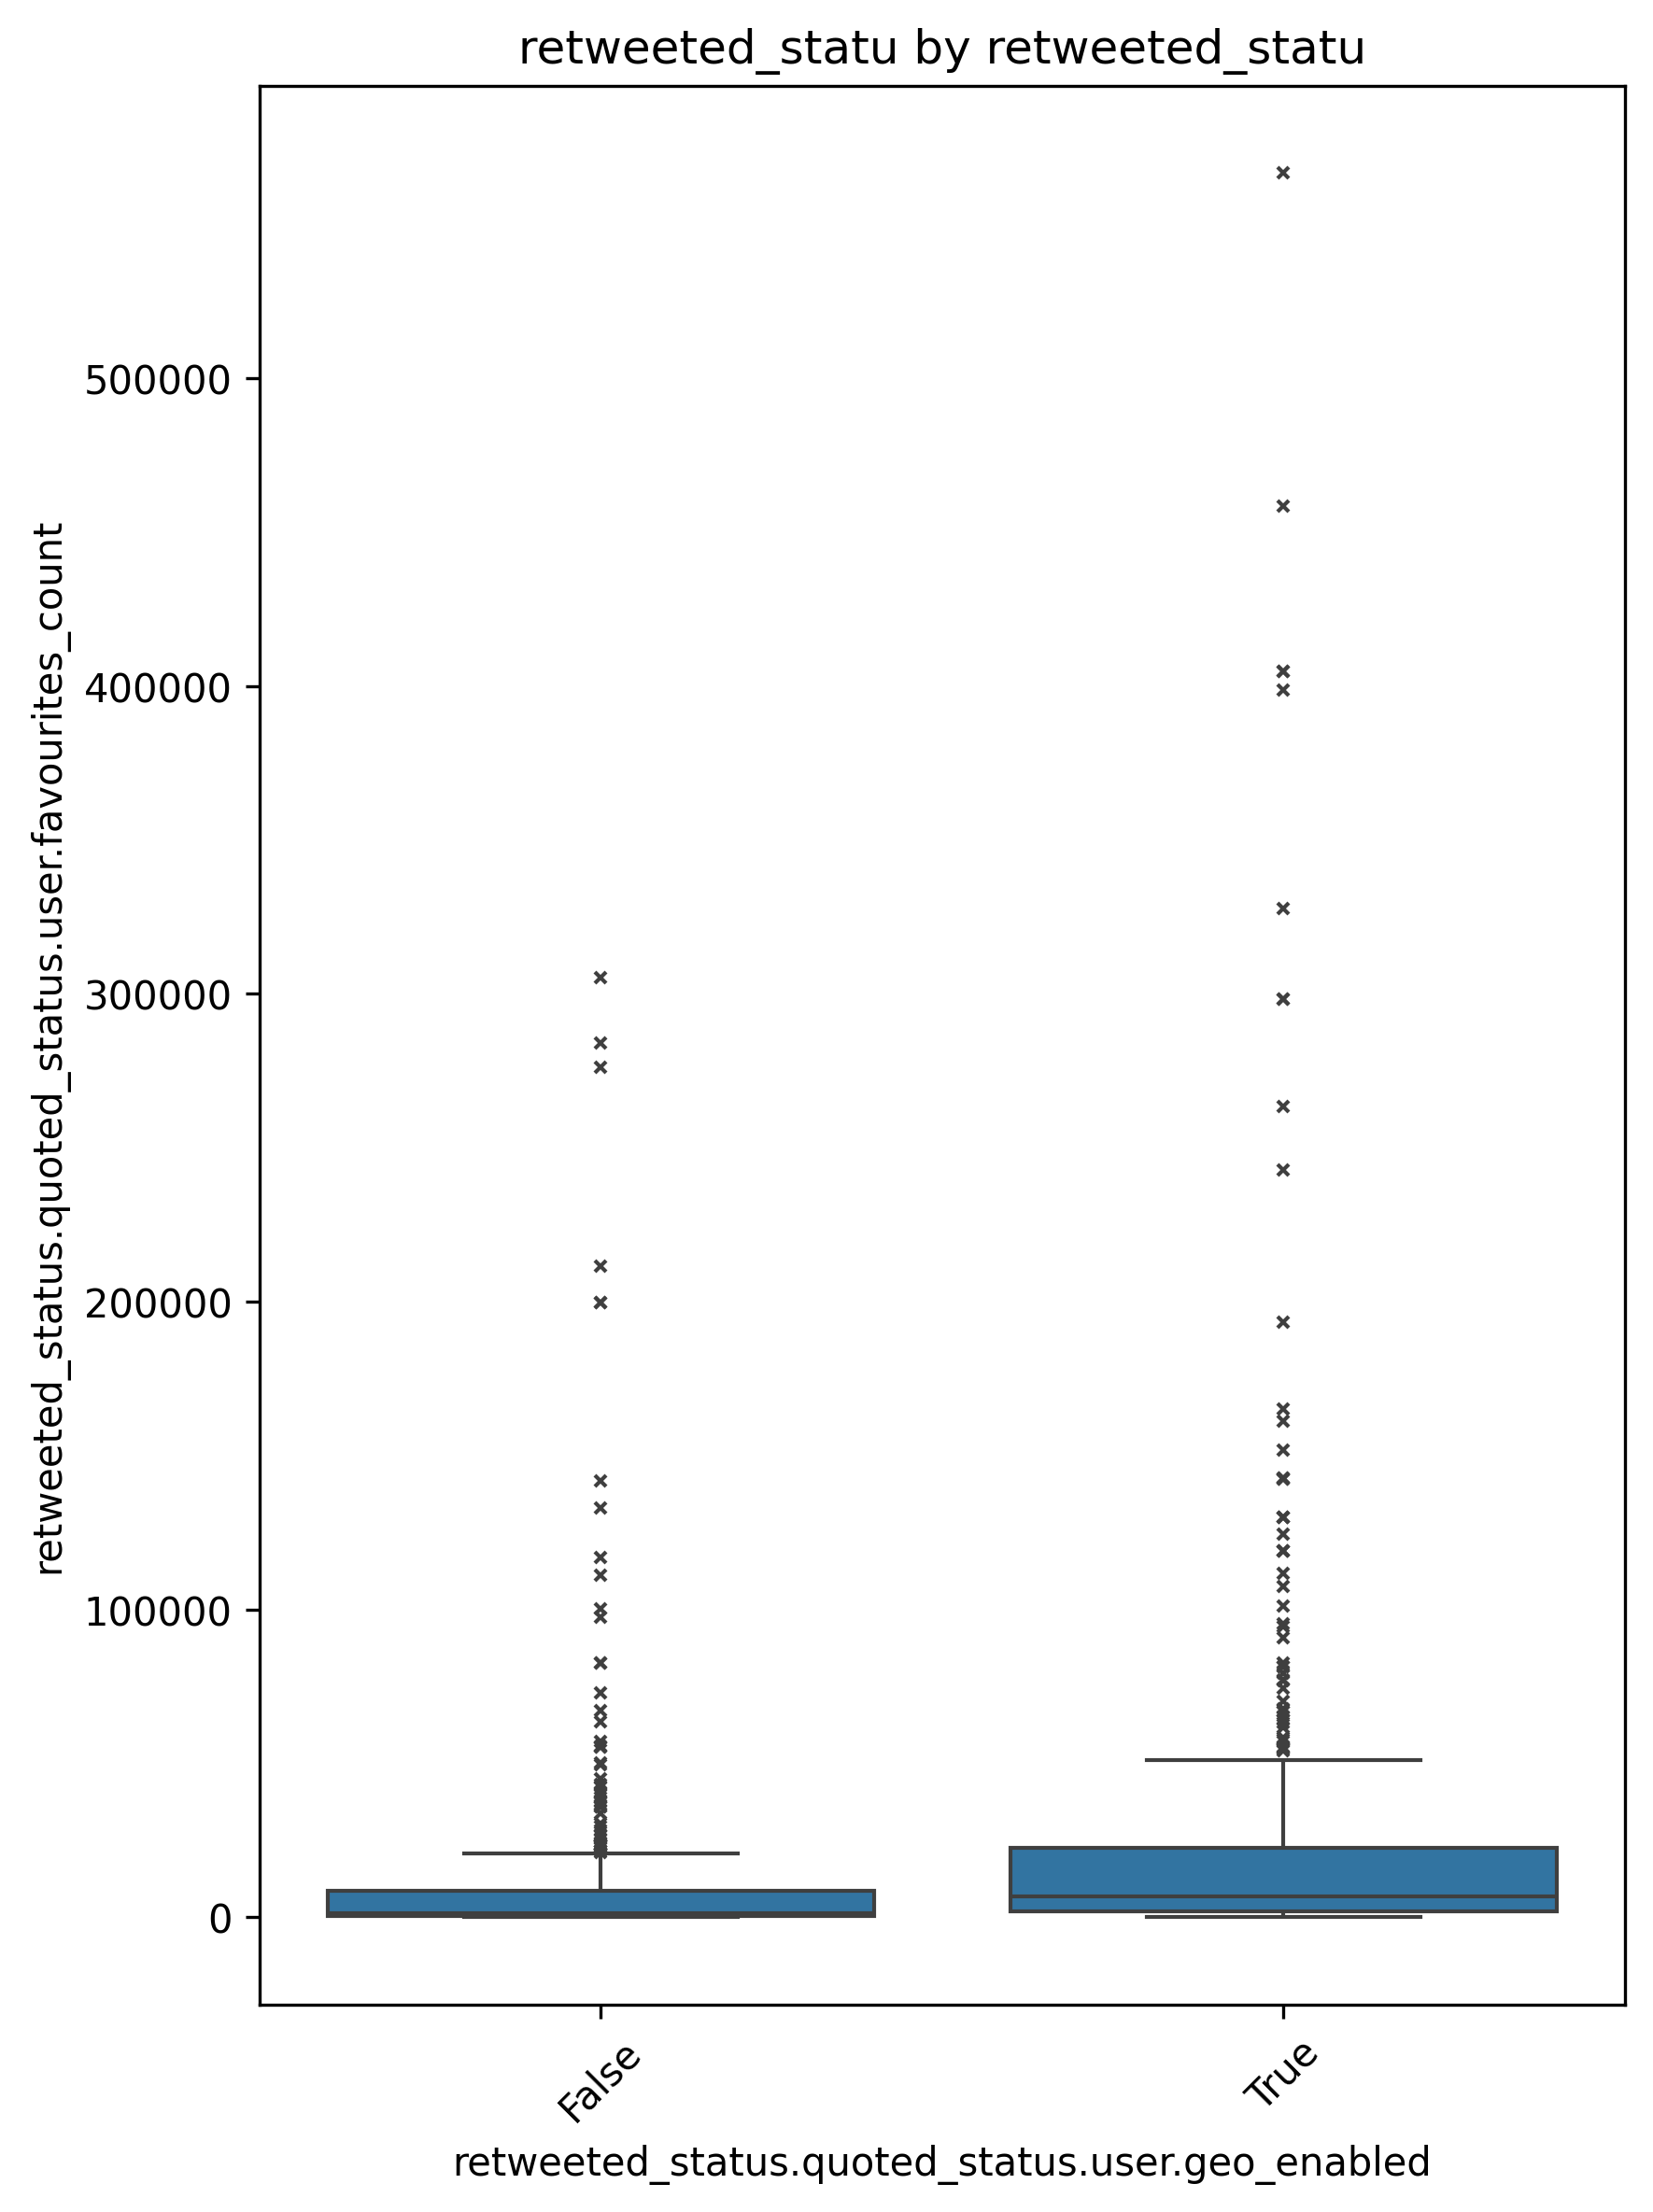 retweeted_statu by retweeted_statu
retweeted_status.quoted_status.user.favourites_count
500000
400000
300000
200000
100000
0
False
True
retweeted_status.quoted_status.user.geo_enabled